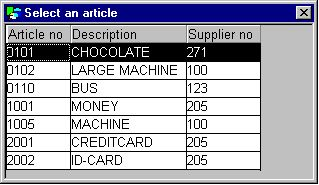 Select an article
Article no Description Supplier no
0101 CHOCOLATE 271
0102 LARGE MACHINE 100
0110 BUS 123
1001 MONEY 205
1005 MACHINE 100
2001 CREDITCARD 205
2002 ID-CARD 205